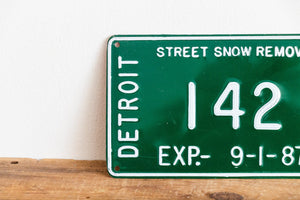 STREET SNOW REMOV
DETROIT
142
EXP.- 9-1-87